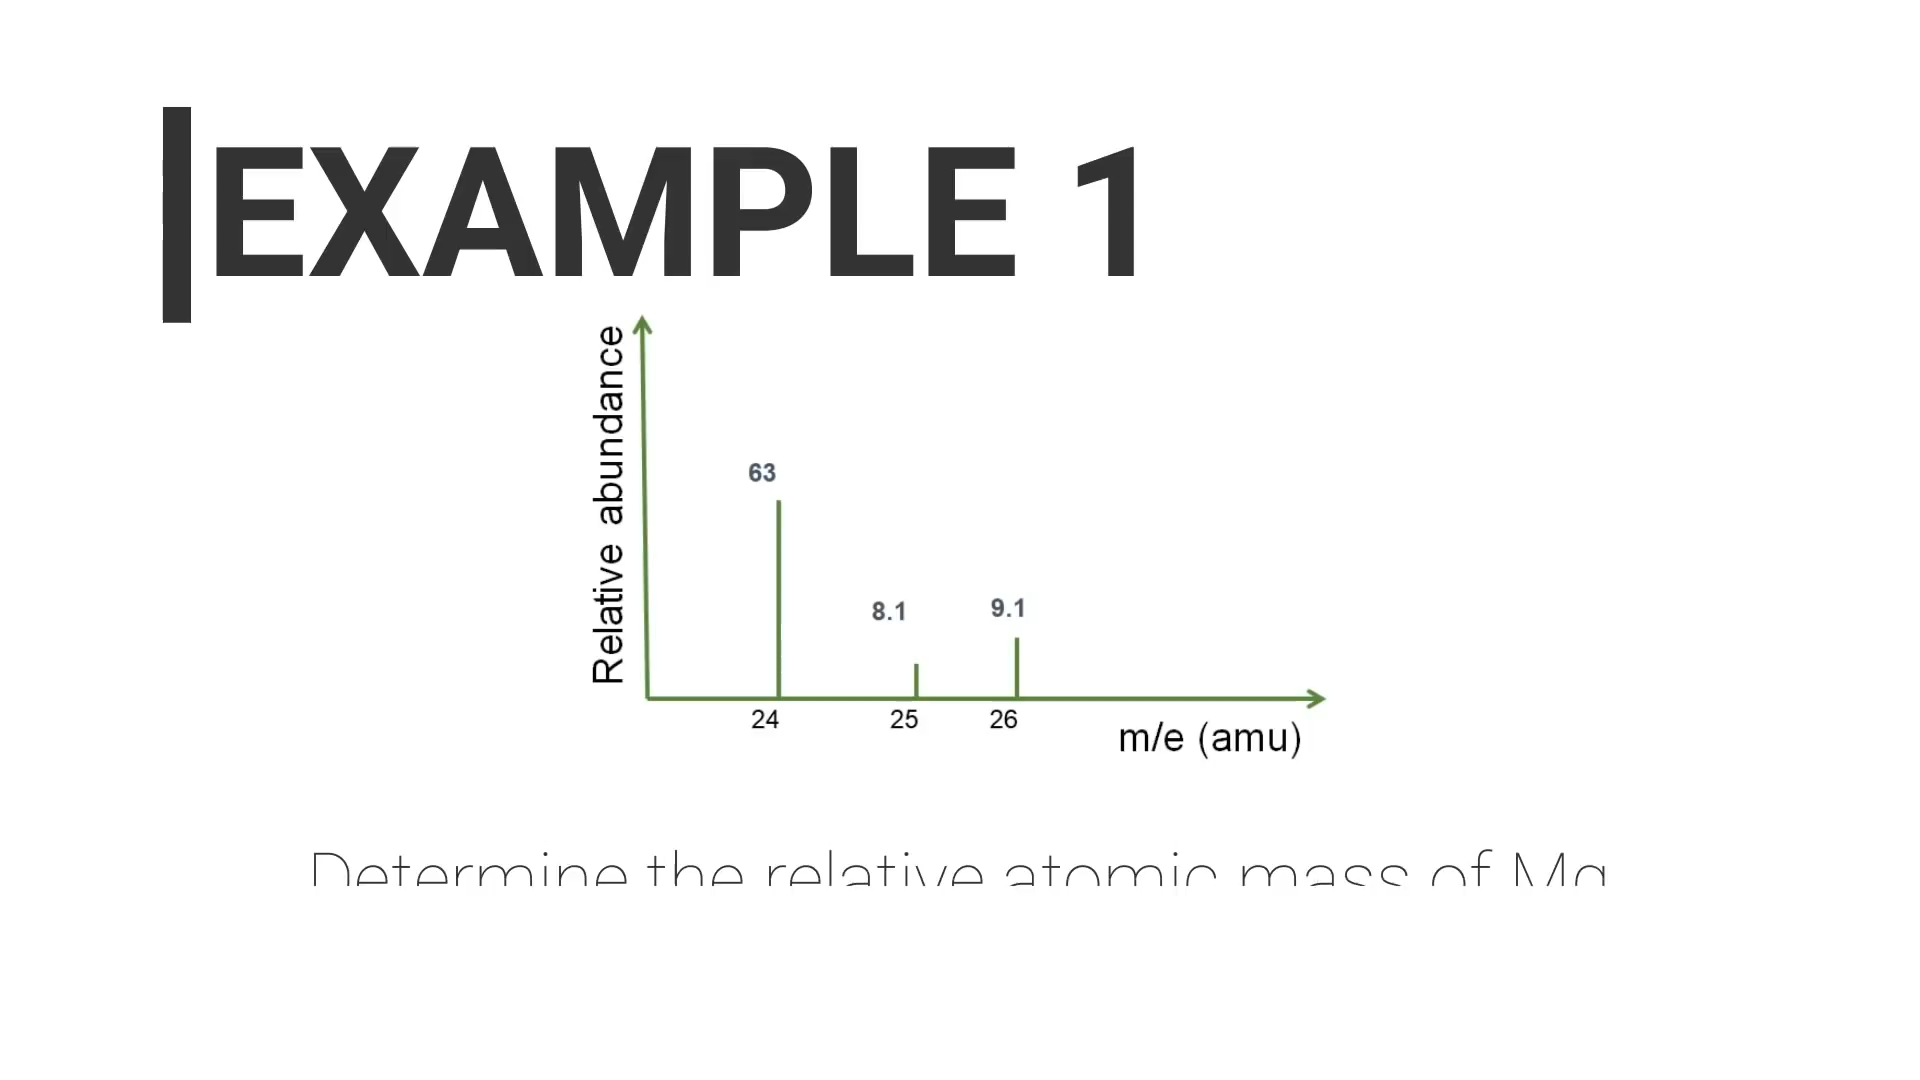 EXAMPLE 1
Relative abundance
63
8.1
9.1
24
25
26
m/e (amu)
Determine the relative atomic mass of Mg